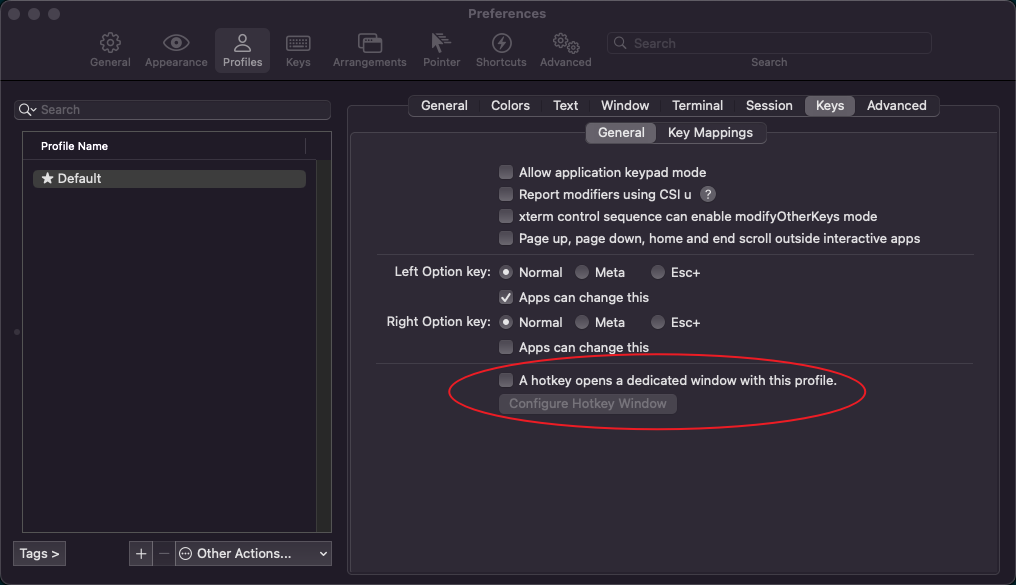 Preferences
General
Appearance
Profiles
Keys
Arrangements
Pointer
Shortcuts
Advanced
Search
Search
Search
Profile Name
★ Default
Tags >
+ −
Other Actions...
General Colors Text Window Terminal Session Keys Advanced
General Key Mappings
Allow application keypad mode
Report modifiers using CSI u ?
xterm control sequence can enable modifyOtherKeys mode
Page up, page down, home and end scroll outside interactive apps
Left Option key: Normal Meta Esc+
Apps can change this
Right Option key: Normal Meta Esc+
Apps can change this
A hotkey opens a dedicated window with this profile.
Configure Hotkey Window